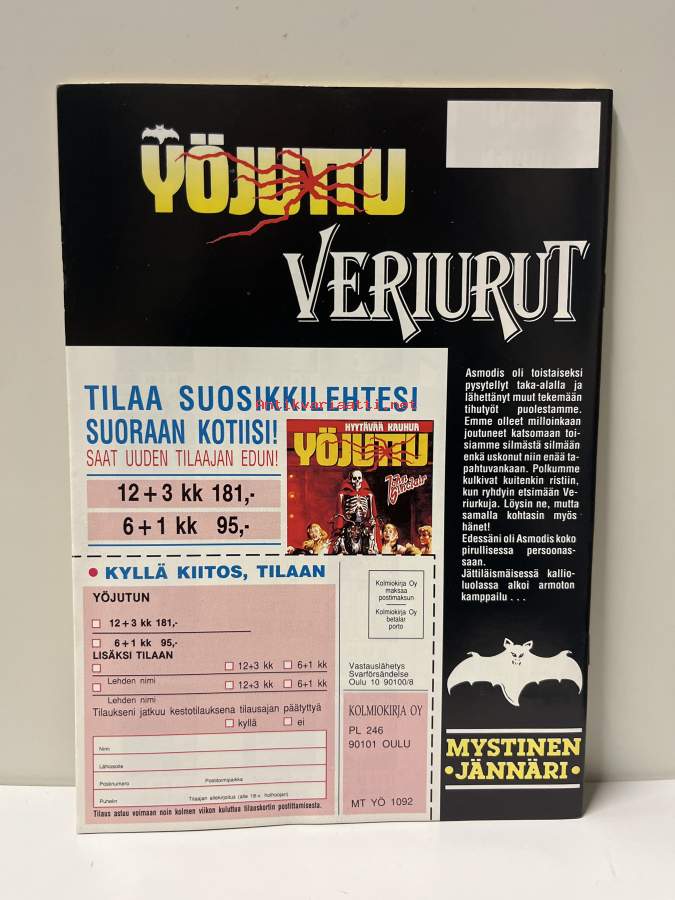 YÖJUTTU
VERIURUT
Asmodis oli toistaiseksi
pysytellyt taka-alalla ja
lähettänyt muut tekemään
tihutyöt puolestamme.
Emme olleet milloinkaan
joutuneet katsomaan toi-
siamme silmästä silmään
enkä uskonut niin enää ta-
pahtuvankaan. Polkumme
kulkivat kuitenkin ristiin,
kun ryhdyin etsimään Ve-
riurkuja. Löysin ne, mutta
samalla kohtasin myös
hänet!
Edessäni oli Asmodis koko
pirullisessa persoonas-
saan.
Jättiläismäisessä kallio-
luolassa alkoi armoton
kamppailu . . .
MYSTINEN
•JÄNNÄRI•
TILAA SUOSIKKILEHTESI
Antikvariaatti.net
SUORAAN KOTIISI!
SAAT UUDEN TILAAJAN EDUN!
12+3 kk 181,-
6+1 kk 95,-
HYYTÄVÄÄ KAUHUA
YÖJUTTU
John Sinclair
• KYLLÄ KIITOS, TILAAN
YÖJUTUN
12+3 kk 181,-
6+1 kk 95,-
LISÄKSI TILAAN
12+3 kk 6+1 kk
Lehden nimi
12+3 kk 6+1 kk
Lehden nimi
Tilaukseni jatkuu kestotilauksena tilausajan päätyttyä
kyllä ei
Nimi
Lähiosoite
Postinumero Postitoimipaikka
Puhelin Tilaajan allekirjoitus (alle 18-v. holhoojan)
Tilaus astuu voimaan noin kolmen viikon kuluttua tilauskortin postittamisesta.
Kolmiokirja Oy
maksaa
postimaksun
Kolmiokirja Oy
betalar
porto
Vastauslähetys
Svarförsändelse
Oulu 10 90100/8
KOLMIOKIRJA OY
PL 246
90101 OULU
MT YÖ 1092